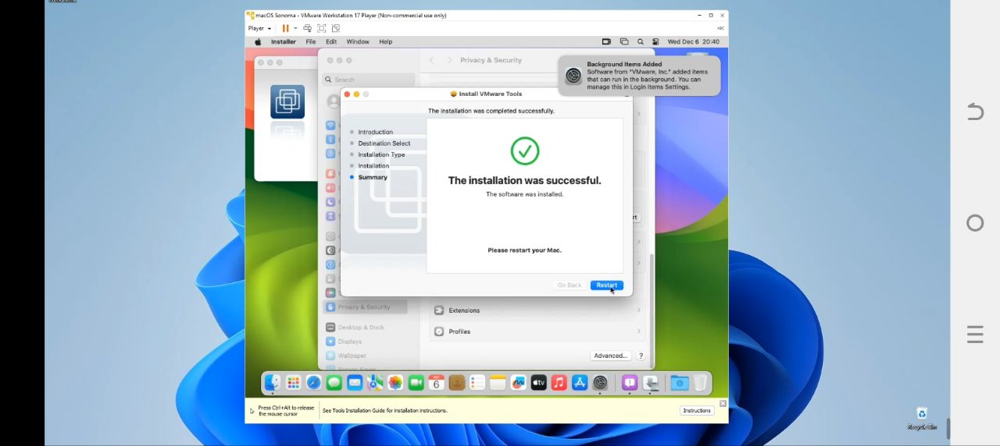 macOS Sonoma - VMware Workstation 17 Player (Non-commercial use only)
Player
Installer File Edit Window Help Wed Dec 6 20:40
Privacy & Security
Search
Background Items Added
Software from "VMware, Inc." added items
that can run in the background. You can
manage this in Login Items Settings.
Install VMware Tools
The installation was completed successfully.
Introduction
Destination Select
Installation Type
Installation
Summary
The installation was successful.
The software was installed.
Please restart your Mac.
Go Back Restart
Privacy & Security
Desktop & Dock
Displays
Wallpaper
Extensions
Profiles
Advanced... ?
DEC
6
tv
Press Ctrl+Alt to release
the mouse cursor
See Tools Installation Guide for installation instructions.
Instructions
Recycle Bin